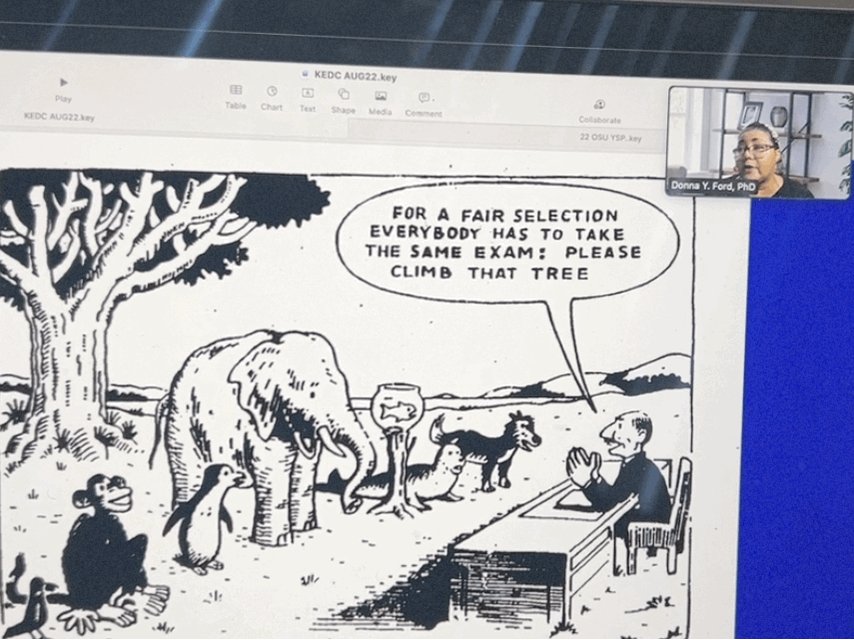 KEDC AUG22.key
Play
Table
Chart
Text
Shape
Media
Comment
Collaborate
KEDC AUG22.key
22 OSU YSP.key
Donna Y. Ford, PhD
FOR A FAIR SELECTION
EVERYBODY HAS TO TAKE
THE SAME EXAM: PLEASE
CLIMB THAT TREE